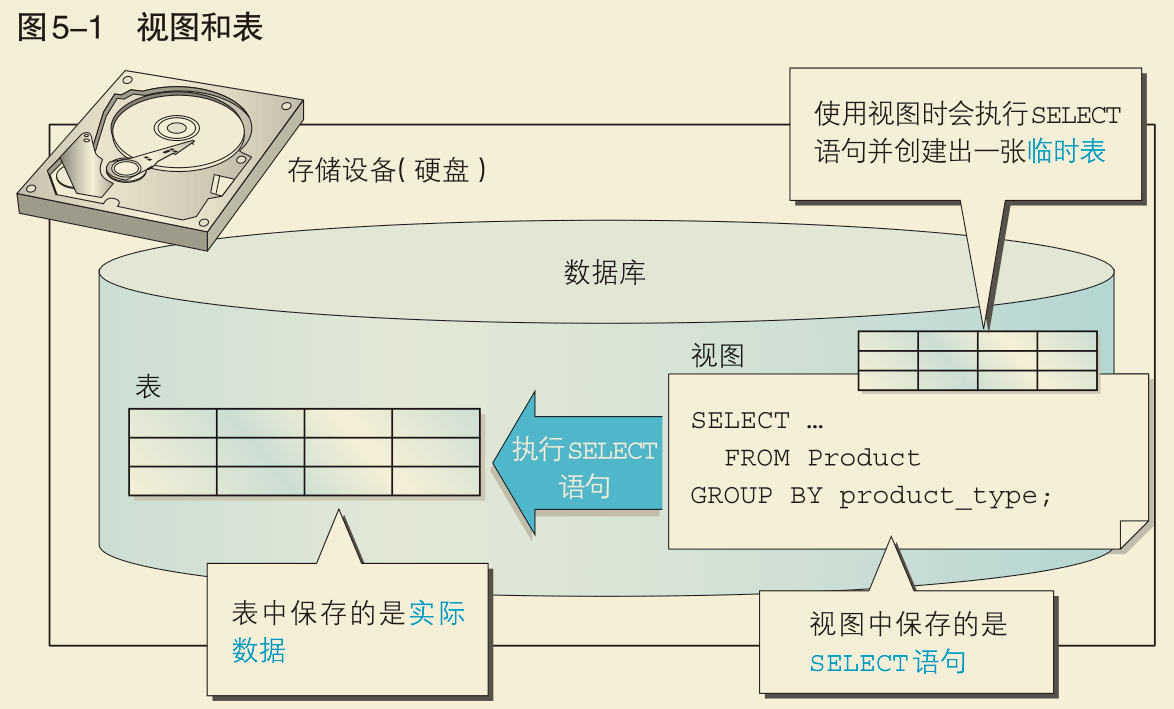 图5-1 视图和表
存储设备(硬盘)
使用视图时会执行SELECT
语句并创建出一张临时表
数据库
视图
表
SELECT …
FROM Product
GROUP BY product_type;
执行SELECT
语句
表中保存的是实际
数据
视图中保存的是
SELECT语句